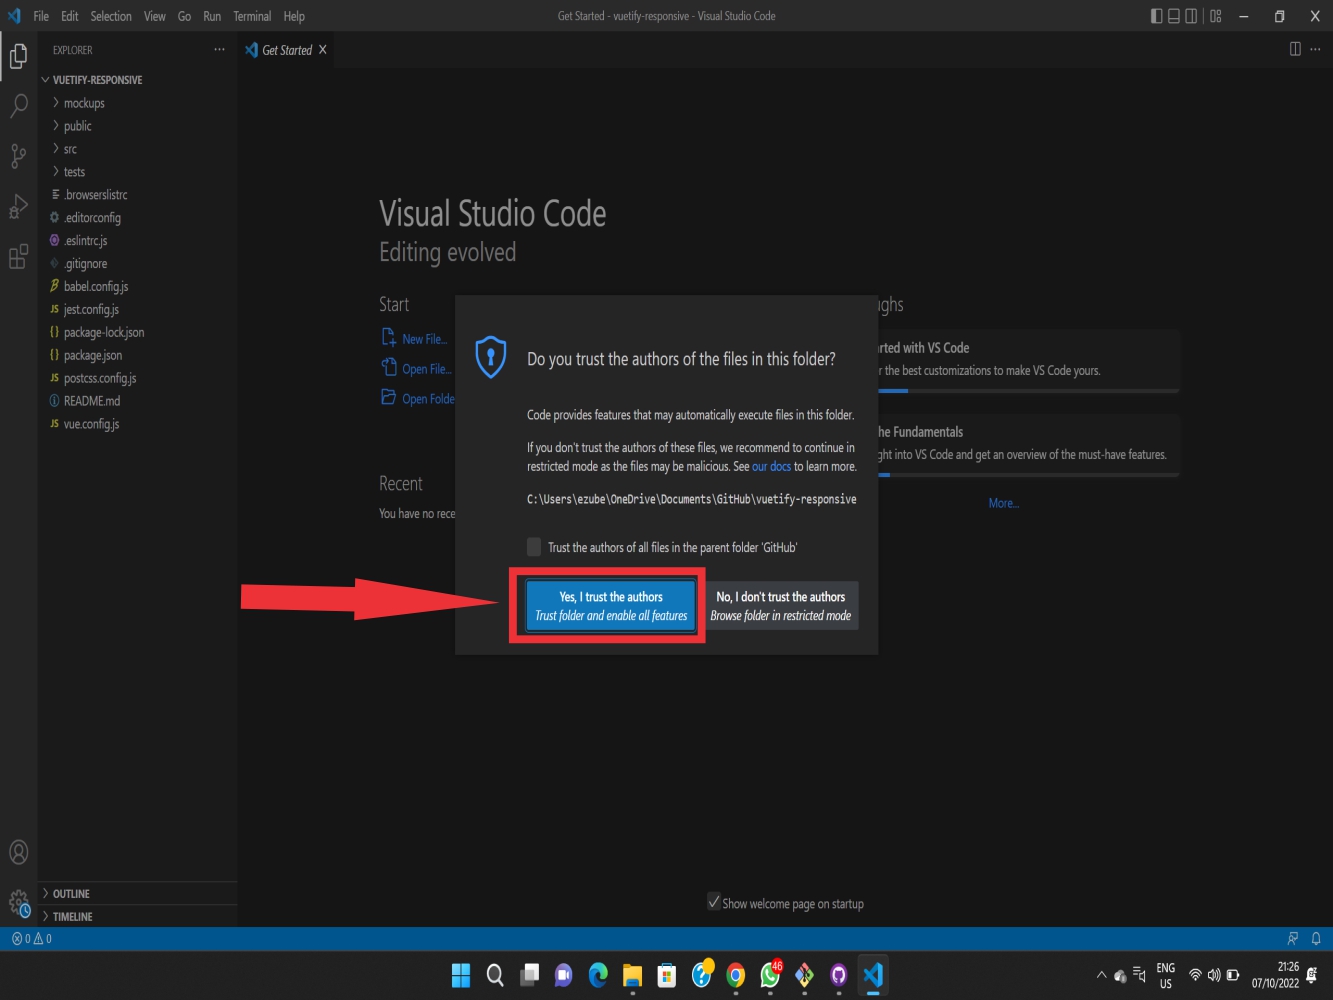 File Edit Selection View Go Run Terminal Help
Get Started - vuetify-responsive - Visual Studio Code
EXPLORER
Get Started
VUETIFY-RESPONSIVE
mockups
public
src
tests
.browserslistrc
.editorconfig
.eslintrc.js
.gitignore
babel.config.js
JS jest.config.js
{} package-lock.json
{} package.json
JS postcss.config.js
README.md
JS vue.config.js
OUTLINE
TIMELINE
Visual Studio Code
Editing evolved
Start
New File...
Open File...
Open Folde
Recent
You have no rece
ughs
rted with VS Code
r the best customizations to make VS Code yours.
he Fundamentals
ght into VS Code and get an overview of the must-have features.
More...
Do you trust the authors of the files in this folder?
Code provides features that may automatically execute files in this folder.
If you don't trust the authors of these files, we recommend to continue in
restricted mode as the files may be malicious. See our docs to learn more.
C:\Users\ezube\OneDrive\Documents\GitHub\vuetify-responsive
Trust the authors of all files in the parent folder 'GitHub'
Yes, I trust the authors
Trust folder and enable all features
No, I don't trust the authors
Browse folder in restricted mode
Show welcome page on startup
0 0
46
ENG
US
21:26
07/10/2022